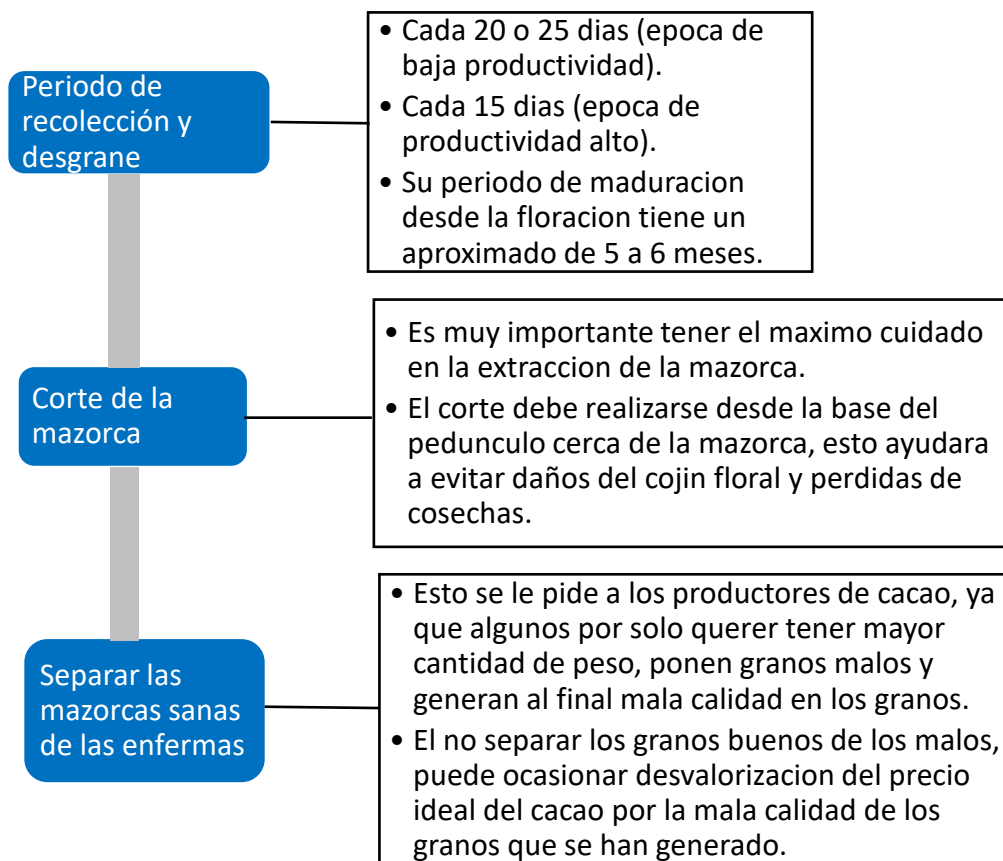 Periodo de
recolección y
desgrane
• Cada 20 o 25 dias (epoca de
baja productividad).
• Cada 15 dias (epoca de
productividad alto).
• Su periodo de maduracion
desde la floracion tiene un
aproximado de 5 a 6 meses.
Corte de la
mazorca
• Es muy importante tener el maximo cuidado
en la extraccion de la mazorca.
• El corte debe realizarse desde la base del
pedunculo cerca de la mazorca, esto ayudara
a evitar daños del cojin floral y perdidas de
cosechas.
Separar las
mazorcas sanas
de las enfermas
• Esto se le pide a los productores de cacao, ya
que algunos por solo querer tener mayor
cantidad de peso, ponen granos malos y
generan al final mala calidad en los granos.
• El no separar los granos buenos de los malos,
puede ocasionar desvalorizacion del precio
ideal del cacao por la mala calidad de los
granos que se han generado.